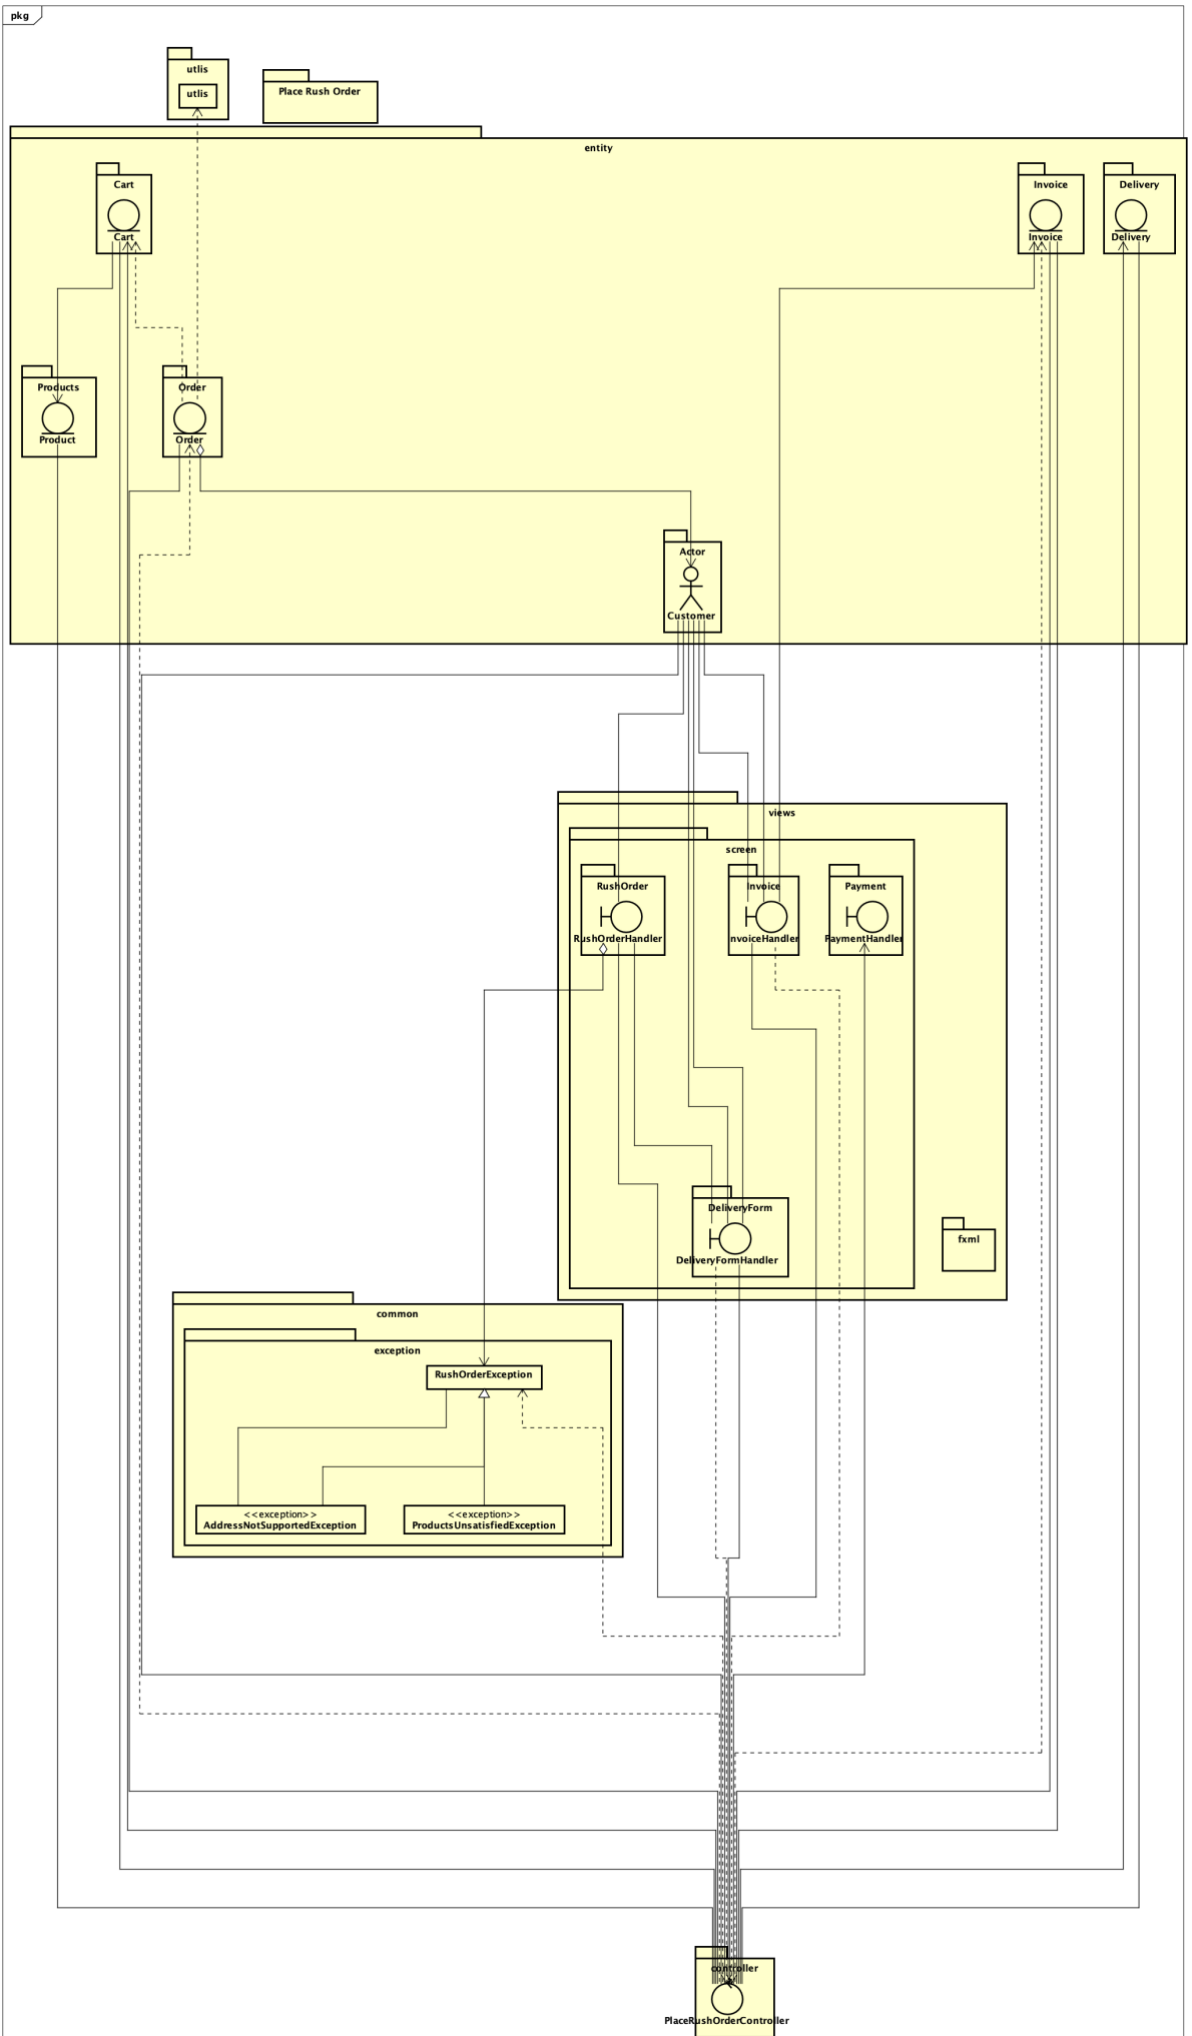 pkg
utlis
utlis
Place Rush Order
entity
Cart
Cart
Invoice
Invoice
Delivery
Delivery
Products
Product
Order
Order
Actor
Customer
views
screen
RushOrder
RushOrderHandler
Invoice
nvoiceHandler
Payment
PaymentHandler
DeliveryForm
DeliveryFormHandler
fxml
common
exception
RushOrderException
<<exception>>
AddressNotSupportedException
<<exception>>
ProductsUnsatisfiedException
controller
PlaceRushOrderController